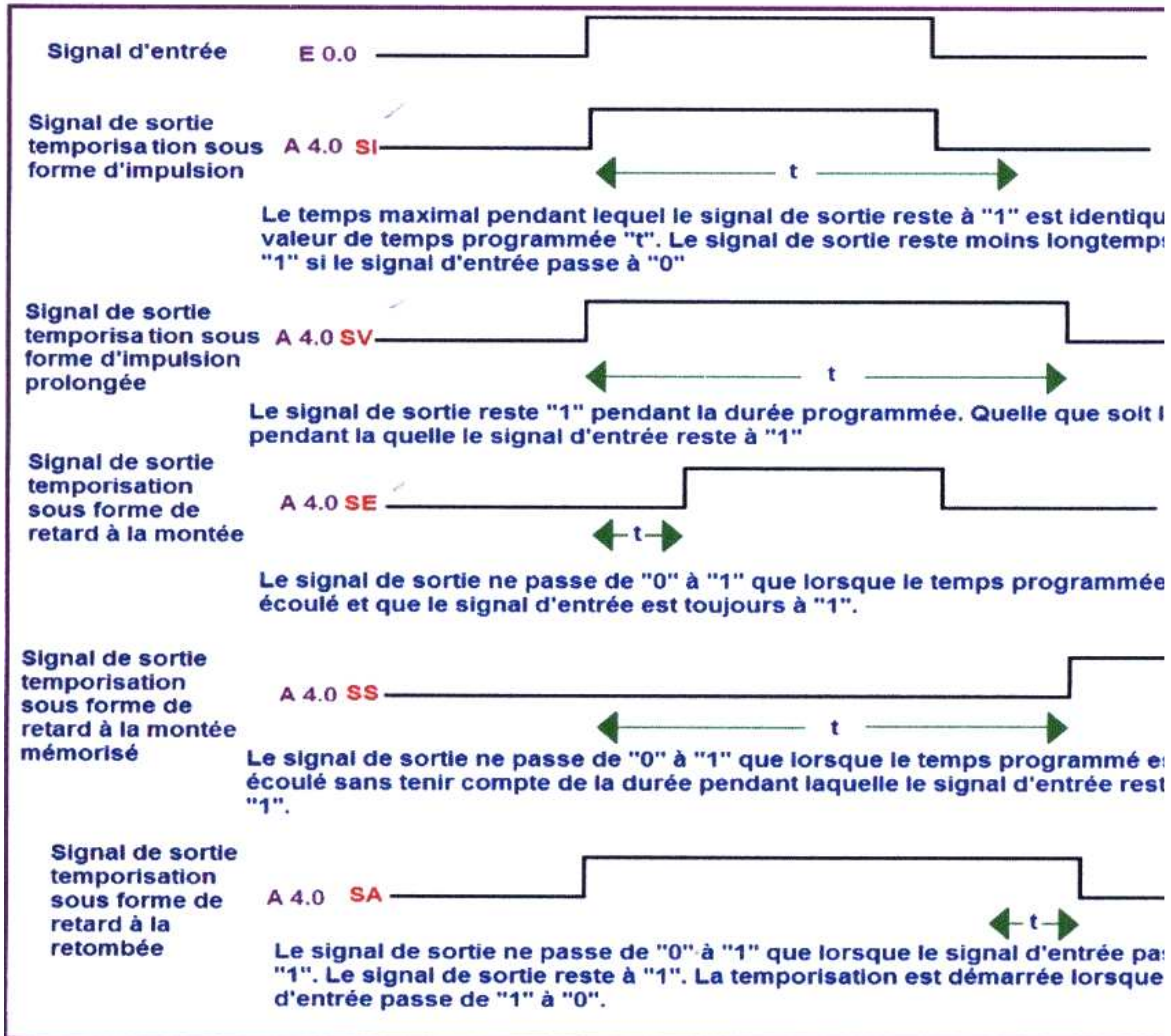 Signal d'entrée E 0.0
Signal de sortie
temporisation sous A 4.0 SI
forme d'impulsion
t
Le temps maximal pendant lequel le signal de sortie reste à "1" est
valeur de temps programmée "t". Le signal de sortie reste moins
"1" si le signal d'entrée passe à "0"
Signal de sortie
temporisation sous A 4.0 SV
forme d'impulsion
prolongée
t
Le signal de sortie reste "1" pendant la durée programmée. Quelle que soit
pendant la quelle le signal d'entrée reste à "1"
Signal de sortie
temporisation
sous forme de A 4.0 SE
retard à la montée
t
Le signal de sortie ne passe de "0" à "1" que lorsque le temps programmée
écoulé et que le signal d'entrée est toujours à "1".
Signal de sortie
temporisation
sous forme de A 4.0 SS
retard à la montée
mémorisé
t
Le signal de sortie ne passe de "0" à "1" que lorsque le temps programmé
écoulé sans tenir compte de la durée pendant laquelle le signal d'entrée
"1".
Signal de sortie
temporisation
sous forme de A 4.0 SA
retard à la
retombée
t
Le signal de sortie ne passe de "0" à "1" que lorsque le signal d'entrée
"1". Le signal de sortie reste à "1". La temporisation est démarrée lorsque
d'entrée passe de "1" à "0".